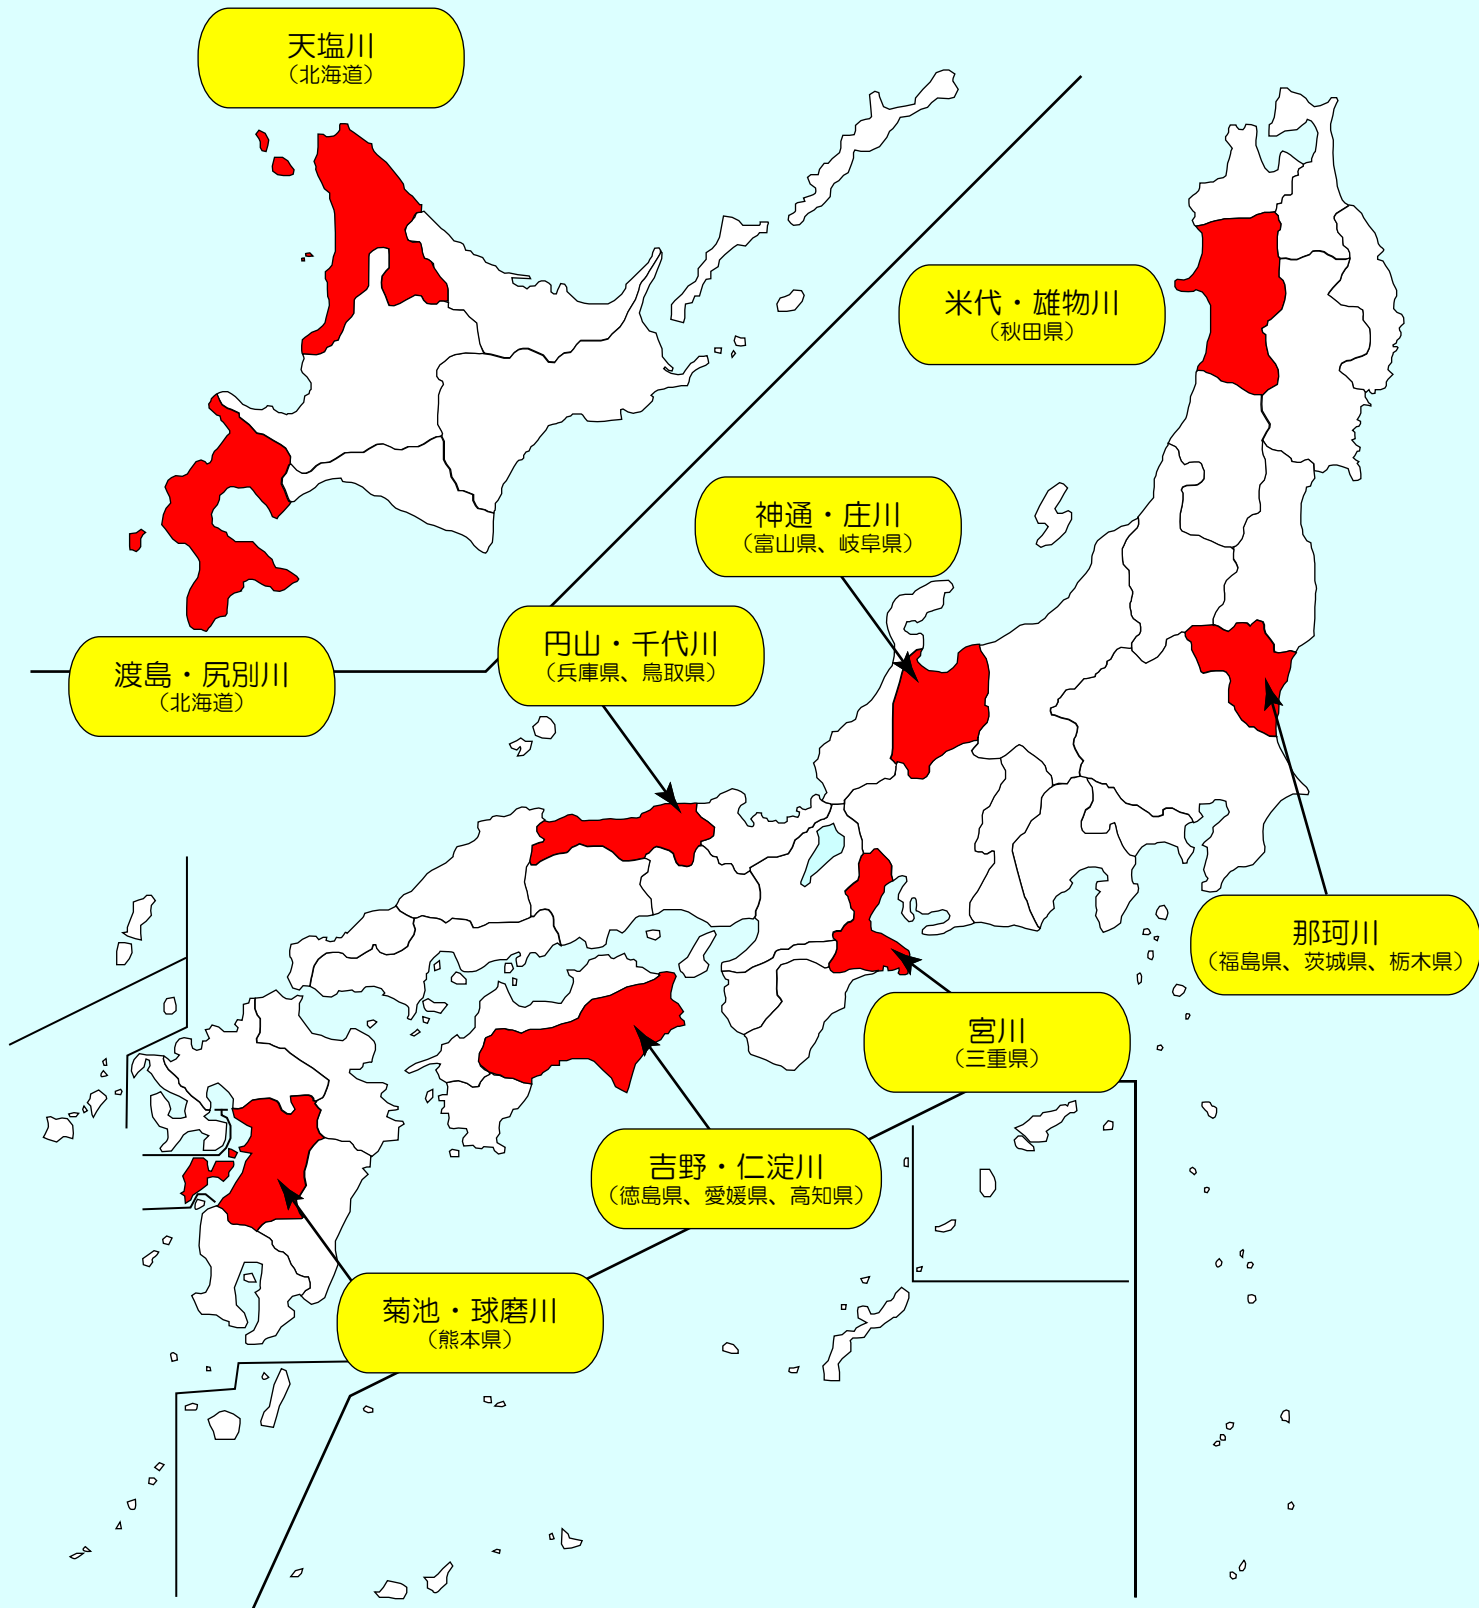 天塩川
（北海道）
米代・雄物川
（秋田県）
神通・庄川
（富山県、岐阜県）
円山・千代川
（兵庫県、鳥取県）
渡島・尻別川
（北海道）
那珂川
（福島県、茨城県、栃木県）
宮川
（三重県）
吉野・仁淀川
（徳島県、愛媛県、高知県）
菊池・球磨川
（熊本県）